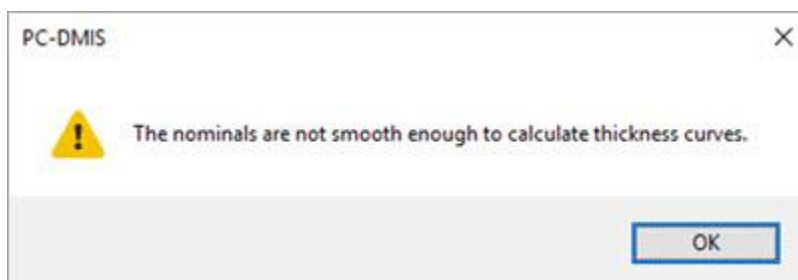 PC-DMIS
The nominals are not smooth enough to calculate thickness curves.
OK